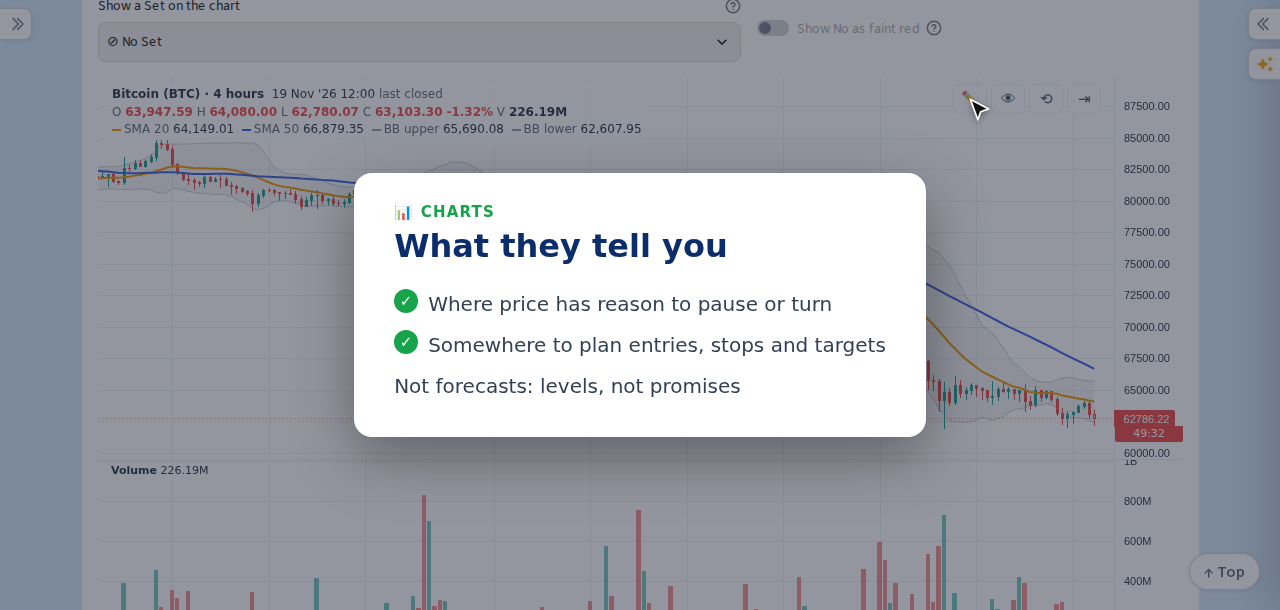 Show a Set on the chart
No Set
Show No as faint red
Bitcoin (BTC) · 4 hours 19 Nov '26 12:00 last closed
O 63,947.59 H 64,080.00 L 62,780.07 C 63,103.30 -1.32% V 226.19M
SMA 20 64,149.01 SMA 50 66,879.35 BB upper 65,690.08 BB lower 62,607.95
87500.00
85000.00
82500.00
80000.00
77500.00
75000.00
72500.00
70000.00
67500.00
65000.00
62786.22
49:32
60000.00
CHARTS
What they tell you
Where price has reason to pause or turn
Somewhere to plan entries, stops and targets
Not forecasts: levels, not promises
Volume 226.19M
1B
800M
600M
400M
↑ Top